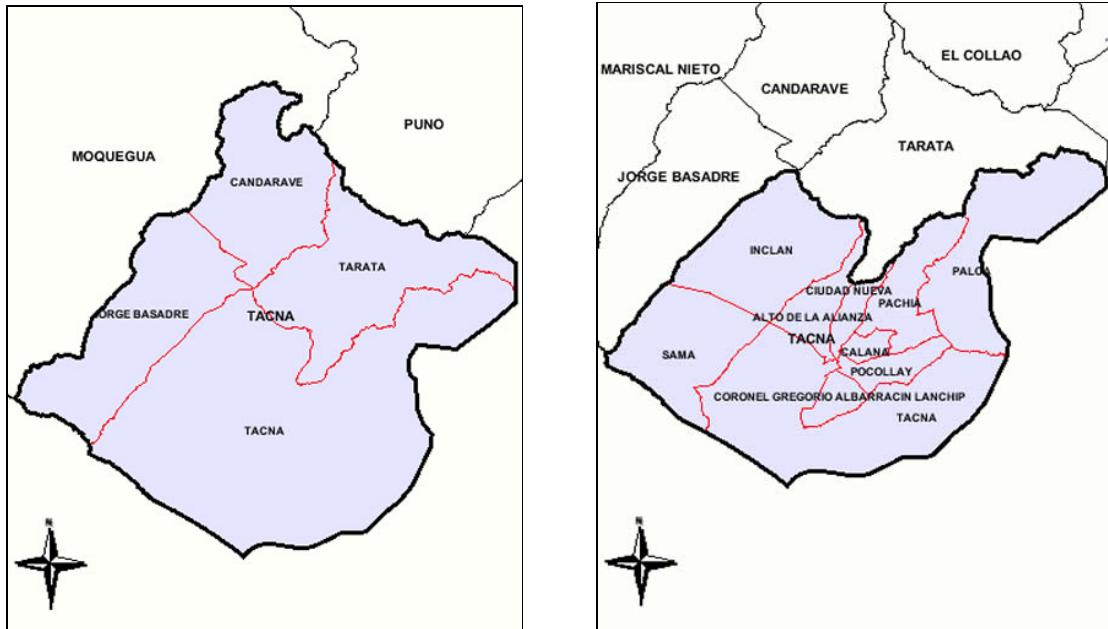 PUNO
MOQUEGUA
CANDARAVE
TARATA
JORGE BASADRE
TACNA
TACNA
N
EL COLLAO
MARISCAL NIETO
CANDARAVE
TARATA
JORGE BASADRE
INCLAN
PALCA
CIUDAD NUEVA
PACHIA
ALTO DE LA ALIANZA
TACNA
CALANA
SAMA
POCOLLAY
CORONEL GREGORIO ALBARRACIN LANCHIP
TACNA
N